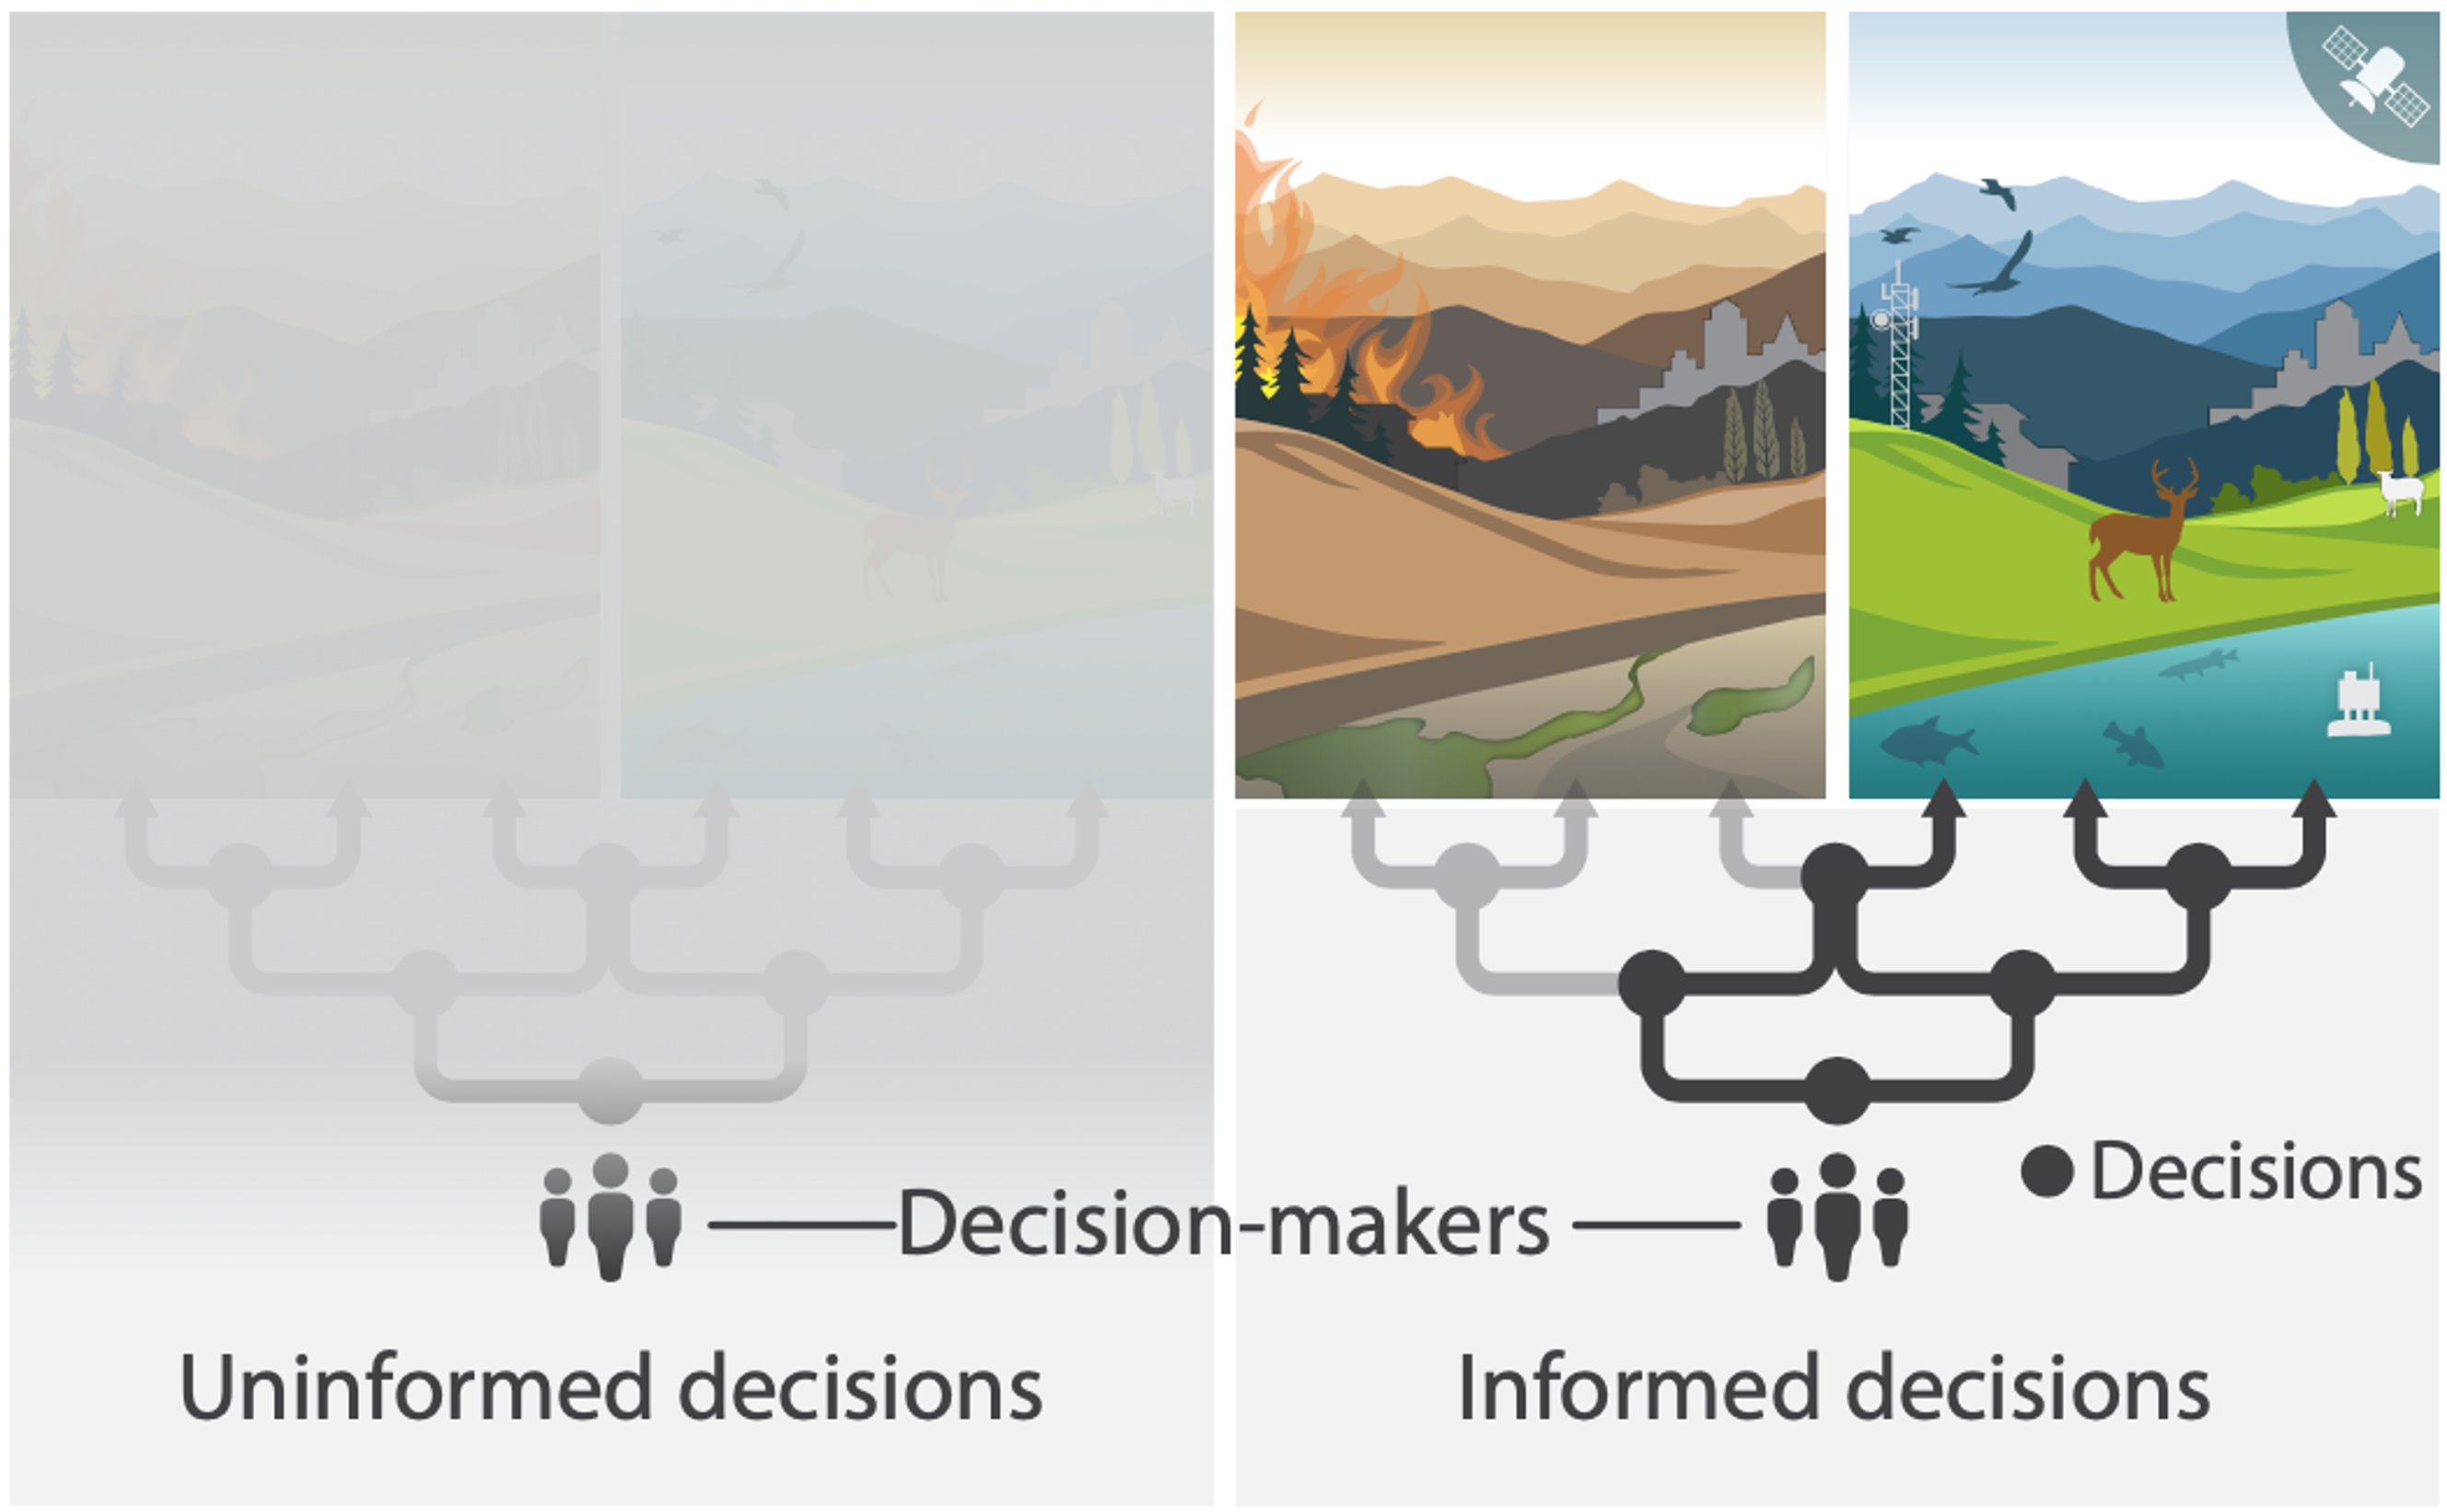 Decisions
Decision-makers
Uninformed decisions
Informed decisions